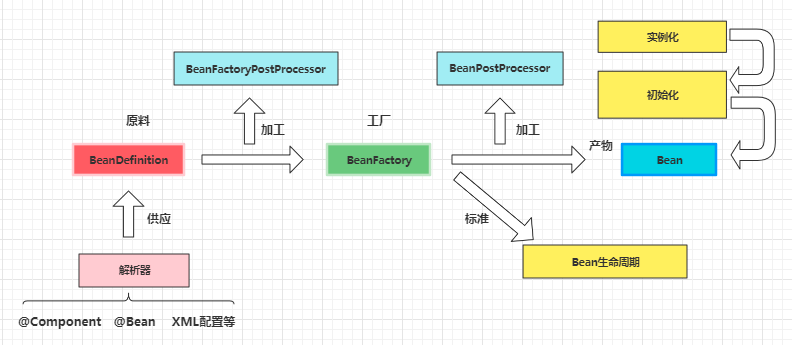 实例化
BeanFactoryPostProcessor
BeanPostProcessor
初始化
原料
加工
工厂
加工
BeanDefinition
BeanFactory
产物
Bean
供应
标准
解析器
Bean生命周期
@Component @Bean XML配置等